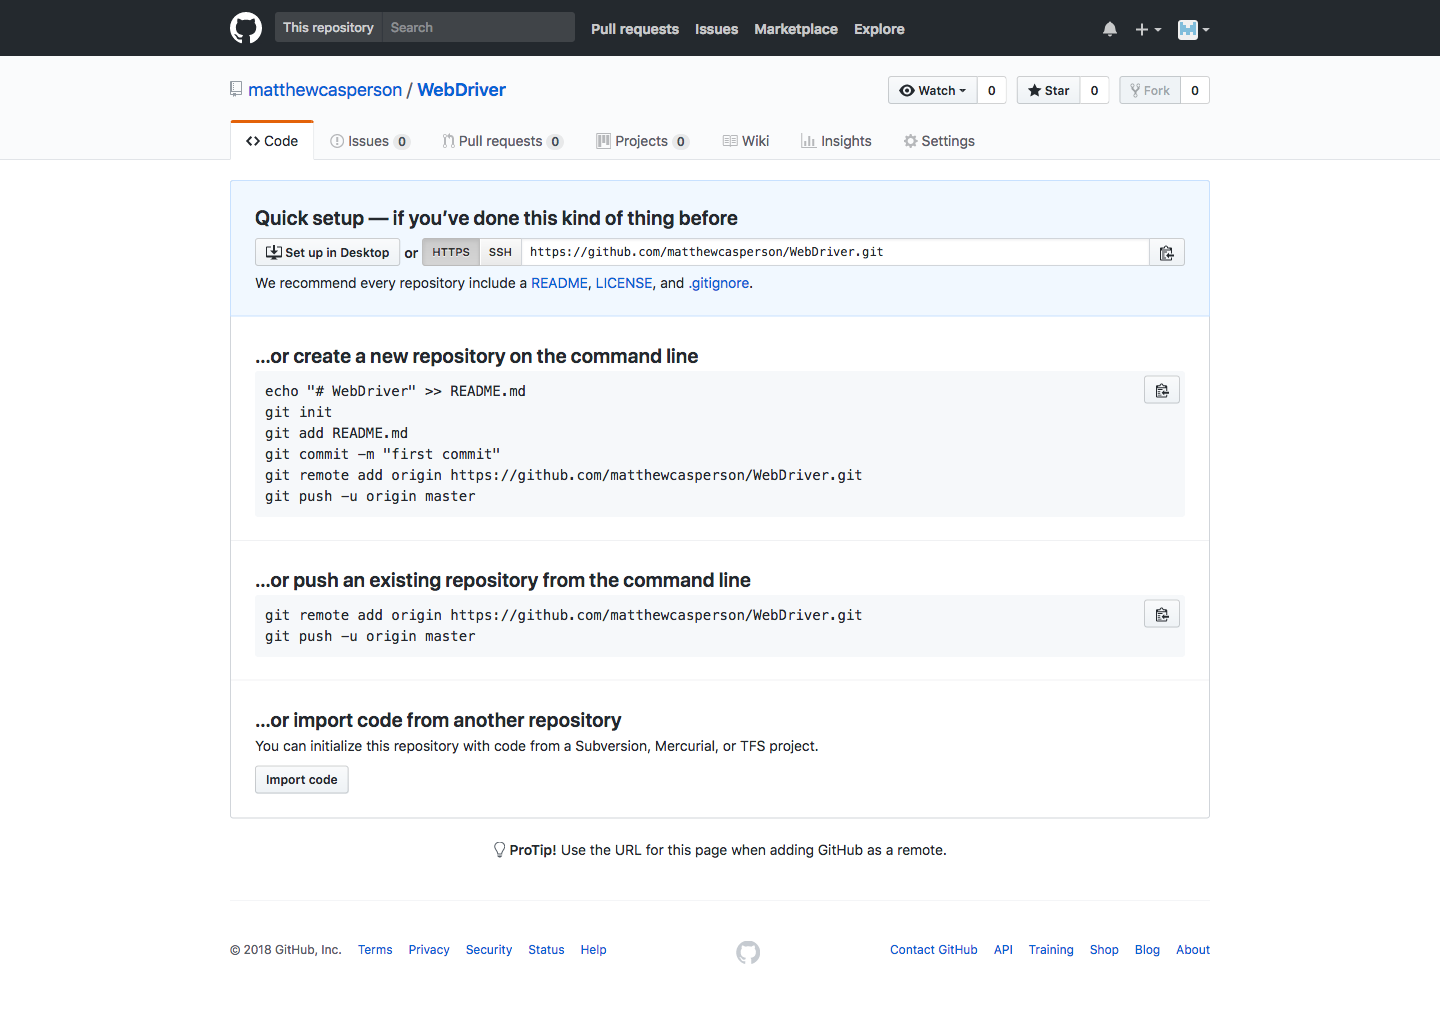 This repository Search Pull requests Issues Marketplace Explore
matthewcasperson / WebDriver Watch 0 Star 0 Fork 0
Code Issues 0 Pull requests 0 Projects 0 Wiki Insights Settings
Quick setup — if you’ve done this kind of thing before
Set up in Desktop or HTTPS SSH https://github.com/matthewcasperson/WebDriver.git
We recommend every repository include a README, LICENSE, and .gitignore.
…or create a new repository on the command line
echo "# WebDriver" >> README.md
git init
git add README.md
git commit -m "first commit"
git remote add origin https://github.com/matthewcasperson/WebDriver.git
git push -u origin master
…or push an existing repository from the command line
git remote add origin https://github.com/matthewcasperson/WebDriver.git
git push -u origin master
…or import code from another repository
You can initialize this repository with code from a Subversion, Mercurial, or TFS project.
Import code
ProTip! Use the URL for this page when adding GitHub as a remote.
© 2018 GitHub, Inc. Terms Privacy Security Status Help Contact GitHub API Training Shop Blog About